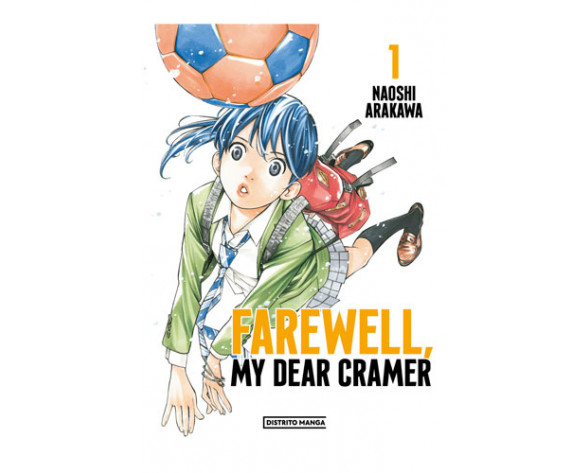 1
NAOSHI
ARAKAWA
FAREWELL,
MY DEAR CRAMER
DISTRITO MANGA